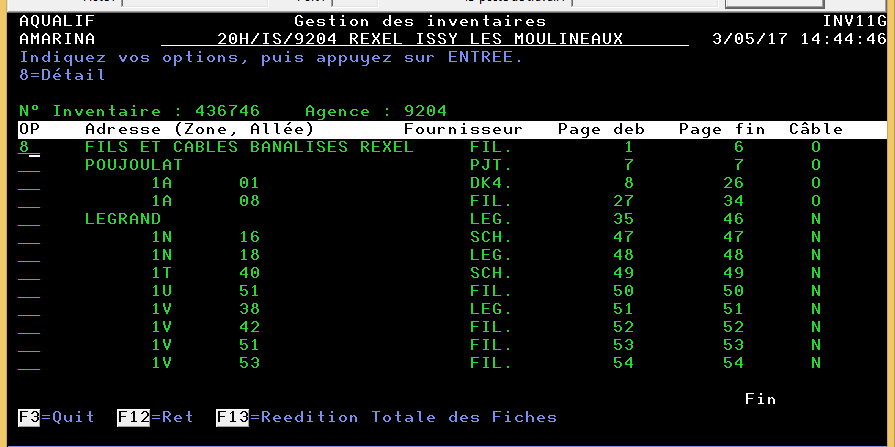 AQUALIF Gestion des inventaires INV11G
AMARINA 20H/IS/9204 REXEL ISSY LES MOULINEAUX 3/05/17 14:44:46
Indiquez vos options, puis appuyez sur ENTREE.
8=Détail
N° Inventaire : 436746 Agence : 9204
OP Adresse (Zone, Allée) Fournisseur Page deb Page fin Câble
8 FILS ET CABLES BANALISES REXEL FIL. 1 6 O
POUJOULAT PJT. 7 7 O
1A 01 DK4. 8 26 O
1A 08 FIL. 27 34 O
LEGRAND LEG. 35 46 N
1N 16 SCH. 47 47 N
1N 18 LEG. 48 48 N
1T 40 SCH. 49 49 N
1U 51 FIL. 50 50 N
1V 38 LEG. 51 51 N
1V 42 FIL. 52 52 N
1V 51 FIL. 53 53 N
1V 53 FIL. 54 54 N
Fin
F3=Quit F12=Ret F13=Reedition Totale des Fiches